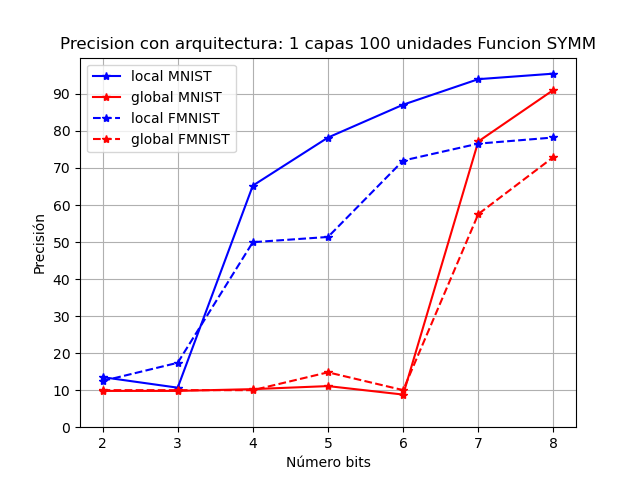 Precision con arquitectura: 1 capas 100 unidades Funcion SYMM
local MNIST
global MNIST
local FMNIST
global FMNIST
Precisión
90
80
70
60
50
40
30
20
10
0
2 3 4 5 6 7 8
Número bits